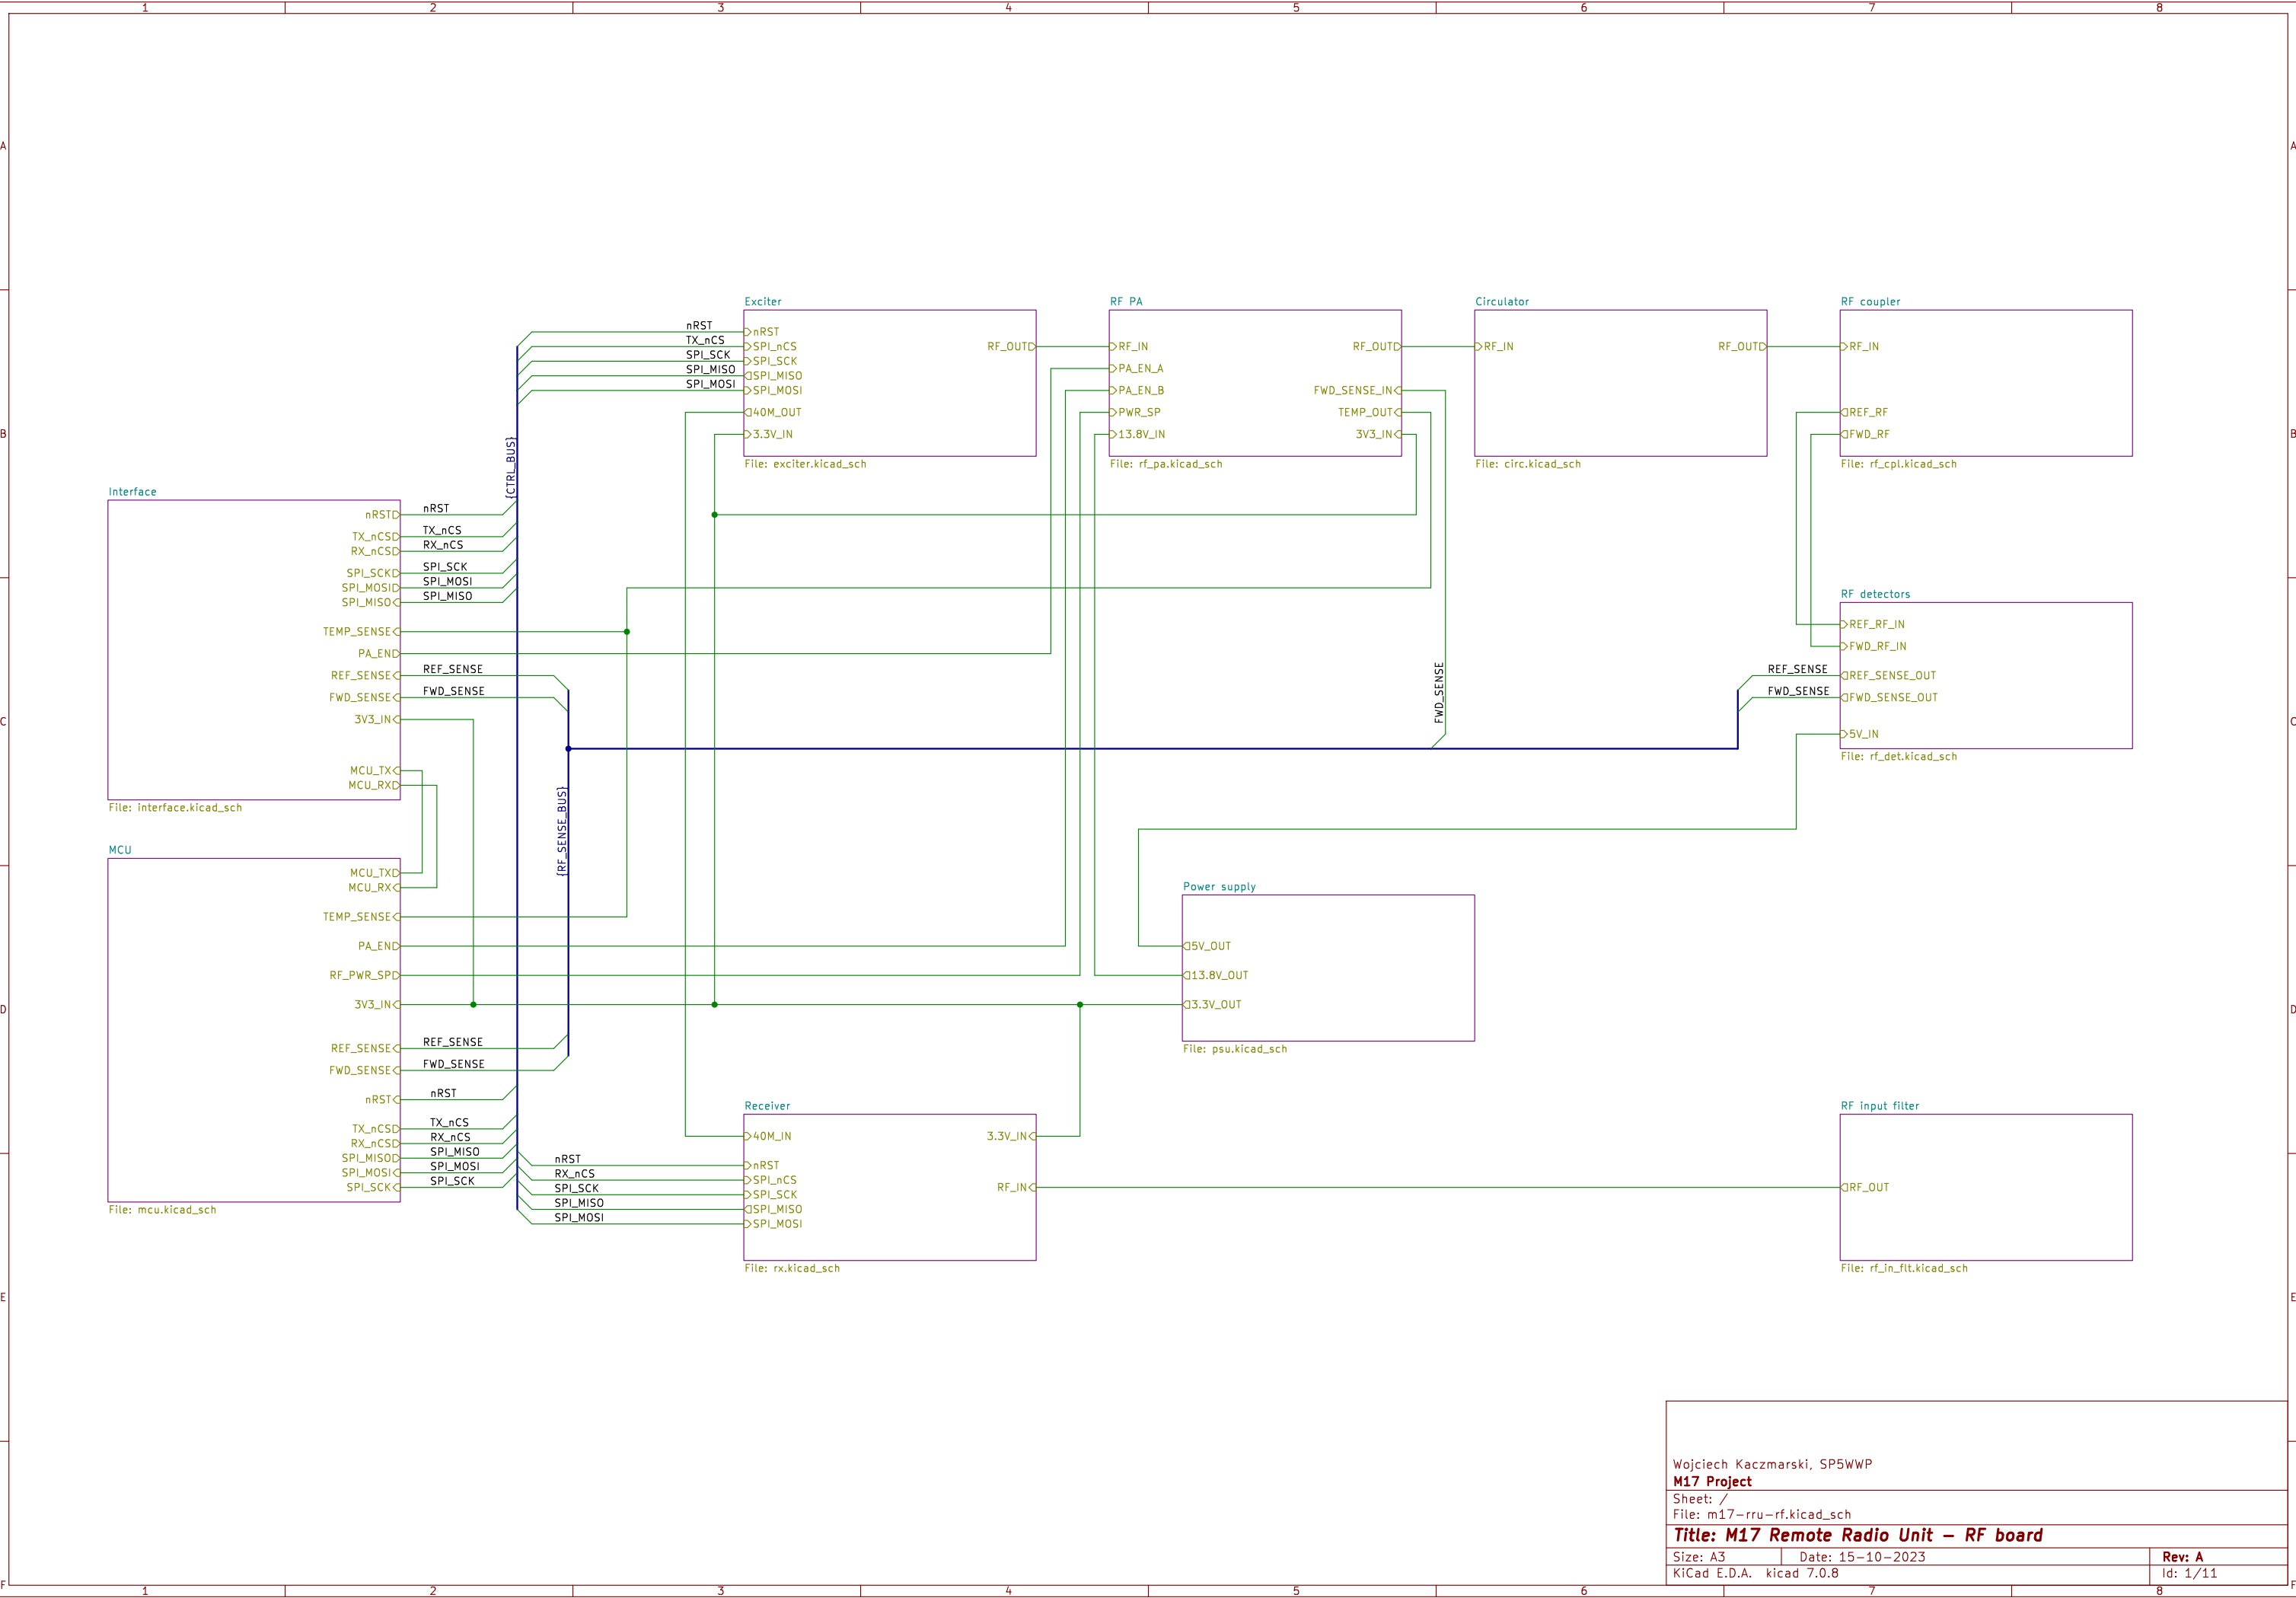 1 2 3 4 5 6 7 8
A A
B B
C C
D D
E E
F F
Exciter
nRST
TX_nCS
SPI_SCK
SPI_MISO
SPI_MOSI
nRST
SPI_nCS
SPI_SCK
SPI_MISO
SPI_MOSI
40M_OUT
3.3V_IN
RF_OUT
File: exciter.kicad_sch
RF PA
RF_IN
PA_EN_A
PA_EN_B
PWR_SP
13.8V_IN
RF_OUT
FWD_SENSE_IN
TEMP_OUT
3V3_IN
File: rf_pa.kicad_sch
Circulator
RF_IN
RF_OUT
File: circ.kicad_sch
RF coupler
RF_IN
REF_RF
FWD_RF
File: rf_cpl.kicad_sch
{CTRL_BUS}
Interface
nRST
TX_nCS
RX_nCS
SPI_SCK
SPI_MOSI
SPI_MISO
TEMP_SENSE
PA_EN
REF_SENSE
FWD_SENSE
3V3_IN
MCU_TX
MCU_RX
nRST
TX_nCS
RX_nCS
SPI_SCK
SPI_MOSI
SPI_MISO
REF_SENSE
FWD_SENSE
File: interface.kicad_sch
FWD_SENSE
RF detectors
REF_RF_IN
FWD_RF_IN
REF_SENSE_OUT
FWD_SENSE_OUT
5V_IN
REF_SENSE
FWD_SENSE
File: rf_det.kicad_sch
{RF_SENSE_BUS}
MCU
MCU_TX
MCU_RX
TEMP_SENSE
PA_EN
RF_PWR_SP
3V3_IN
REF_SENSE
FWD_SENSE
nRST
TX_nCS
RX_nCS
SPI_MISO
SPI_MOSI
SPI_SCK
REF_SENSE
FWD_SENSE
nRST
TX_nCS
RX_nCS
SPI_MISO
SPI_MOSI
SPI_SCK
File: mcu.kicad_sch
Power supply
5V_OUT
13.8V_OUT
3.3V_OUT
File: psu.kicad_sch
Receiver
40M_IN
nRST
SPI_nCS
SPI_SCK
SPI_MISO
SPI_MOSI
3.3V_IN
RF_IN
nRST
RX_nCS
SPI_SCK
SPI_MISO
SPI_MOSI
File: rx.kicad_sch
RF input filter
RF_OUT
File: rf_in_flt.kicad_sch
Wojciech Kaczmarski, SP5WWP
M17 Project
Sheet: /
File: m17-rru-rf.kicad_sch
Title: M17 Remote Radio Unit – RF board
Size: A3 Date: 15-10-2023 Rev: A
KiCad E.D.A. kicad 7.0.8 Id: 1/11
1 2 3 4 5 6 7 8